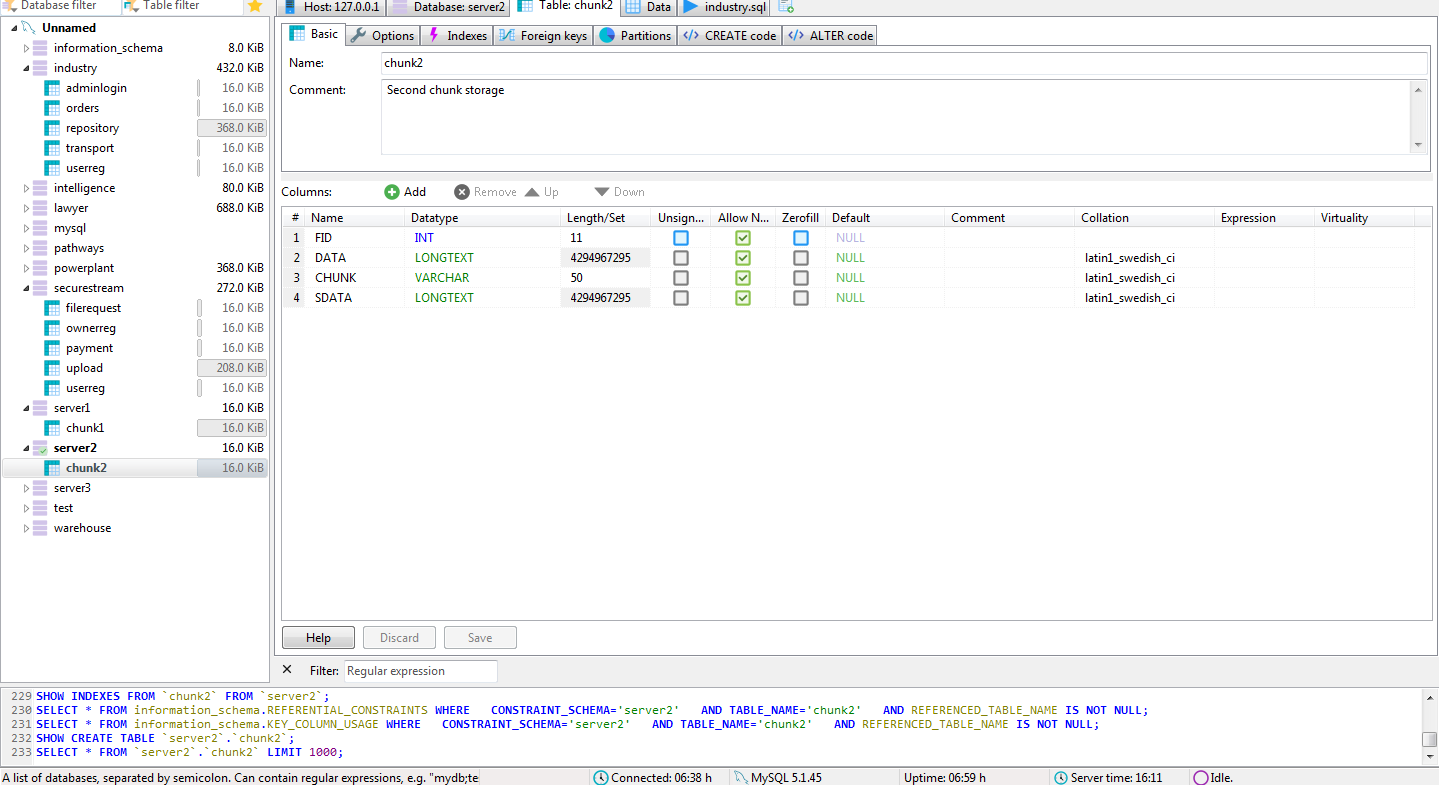 Database filter Table filter
Host: 127.0.0.1 Database: server2 Table: chunk2 Data industry.sql
Unnamed
information_schema 8.0 KiB
industry 432.0 KiB
adminlogin 16.0 KiB
orders 16.0 KiB
repository 368.0 KiB
transport 16.0 KiB
userreg 16.0 KiB
intelligence 80.0 KiB
lawyer 688.0 KiB
mysql
pathways
powerplant 368.0 KiB
securestream 272.0 KiB
filerequest 16.0 KiB
ownerreg 16.0 KiB
payment 16.0 KiB
upload 208.0 KiB
userreg 16.0 KiB
server1 16.0 KiB
chunk1 16.0 KiB
server2 16.0 KiB
chunk2 16.0 KiB
server3
test
warehouse
Basic Options Indexes Foreign keys Partitions CREATE code ALTER code
Name: chunk2
Comment: Second chunk storage
Columns: Add Remove Up Down
# Name Datatype Length/Set Unsign... Allow N... Zerofill Default Comment Collation Expression Virtuality
1 FID INT 11 NULL
2 DATA LONGTEXT 4294967295 NULL latin1_swedish_ci
3 CHUNK VARCHAR 50 NULL latin1_swedish_ci
4 SDATA LONGTEXT 4294967295 NULL latin1_swedish_ci
Help Discard Save
Filter: Regular expression
229 SHOW INDEXES FROM `chunk2` FROM `server2`;
230 SELECT * FROM information_schema.REFERENTIAL_CONSTRAINTS WHERE   CONSTRAINT_SCHEMA='server2'   AND TABLE_NAME='chunk2'   AND REFERENCED_TABLE_NAME IS NOT NULL;
231 SELECT * FROM information_schema.KEY_COLUMN_USAGE WHERE   CONSTRAINT_SCHEMA='server2'   AND TABLE_NAME='chunk2'   AND REFERENCED_TABLE_NAME IS NOT NULL;
232 SHOW CREATE TABLE `server2`.`chunk2`;
233 SELECT * FROM `server2`.`chunk2` LIMIT 1000;
A list of databases, separated by semicolon. Can contain regular expressions, e.g. "mydb;te Connected: 06:38 h MySQL 5.1.45 Uptime: 06:59 h Server time: 16:11 Idle.